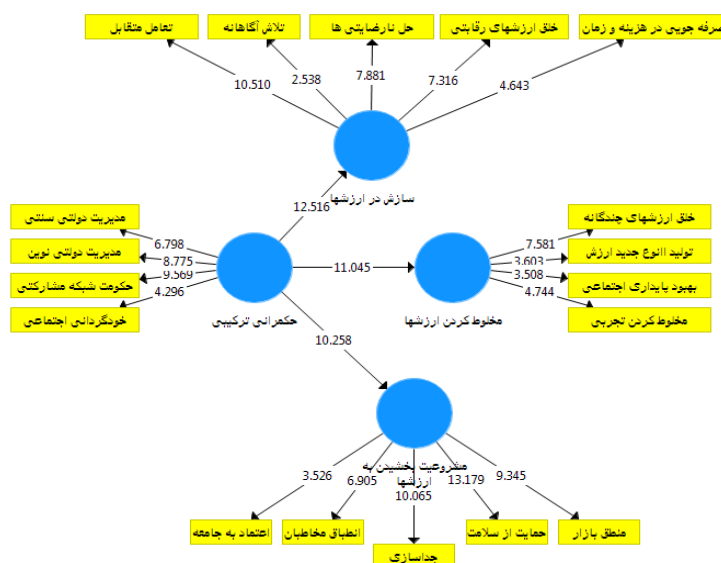 تعامل متقابل
تلاش آگاهانه
حل نارضایتی ها
خلق ارزشهای رقابتی
صرفه جویی در هزینه و زمان
10.510
2.538
7.881
7.316
4.643
سازش در ارزشها
12.516
مدیریت دولتی سنتی
مدیریت دولتی نوین
حکومت شبکه مشارکتی
خودگردانی اجتماعی
6.798
8.775
9.569
4.296
حکمرانی ترکیبی
11.045
مخلوط کردن ارزشها
7.581
3.603
3.508
4.744
خلق ارزشهای چندگانه
تولید اانوع جدید ارزش
بهبود پایداری اجتماعی
مخلوط کردن تجربی
10.258
مشروعیت بخشیدن به
ارزشها
3.526
6.905
10.065
13.179
9.345
اعتماد به جامعه
انطباق مخاطبان
جداسازی
حمایت از سلامت
منطق بازار